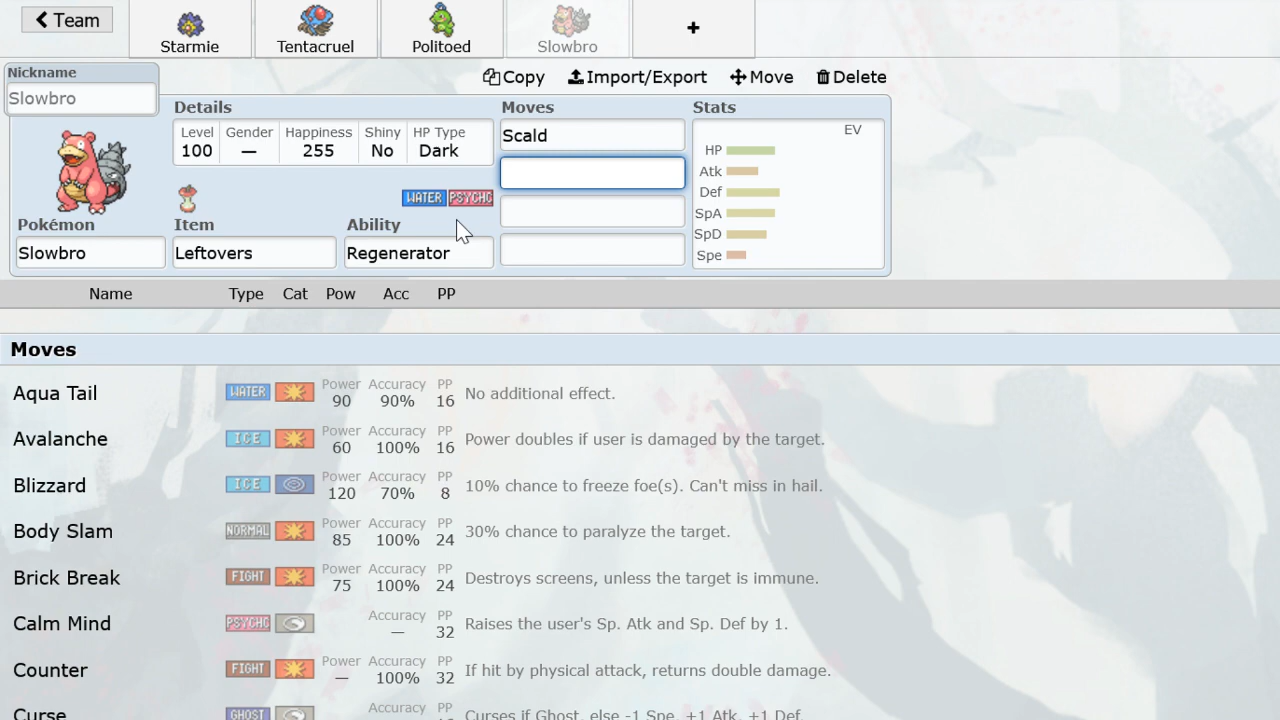 Team
Starmie
Tentacruel
Politoed
Slowbro
+
Nickname
Slowbro
Copy
Import/Export
Move
Delete
Details
Level Gender Happiness Shiny HP Type
100 — 255 No Dark
WATER PSYCHC
Pokémon
Slowbro
Item
Leftovers
Ability
Regenerator
Moves
Scald
Stats
EV
HP
Atk
Def
SpA
SpD
Spe
Name Type Cat Pow Acc PP
Moves
Aqua Tail WATER Power 90 Accuracy 90% PP 16 No additional effect.
Avalanche ICE Power 60 Accuracy 100% PP 16 Power doubles if user is damaged by the target.
Blizzard ICE Power 120 Accuracy 70% PP 8 10% chance to freeze foe(s). Can't miss in hail.
Body Slam NORMAL Power 85 Accuracy 100% PP 24 30% chance to paralyze the target.
Brick Break FIGHT Power 75 Accuracy 100% PP 24 Destroys screens, unless the target is immune.
Calm Mind PSYCHC Accuracy — PP 32 Raises the user's Sp. Atk and Sp. Def by 1.
Counter FIGHT Power — Accuracy 100% PP 32 If hit by physical attack, returns double damage.
Curse GHOST Curses if Ghost, else -1 Spe, +1 Atk, +1 Def.